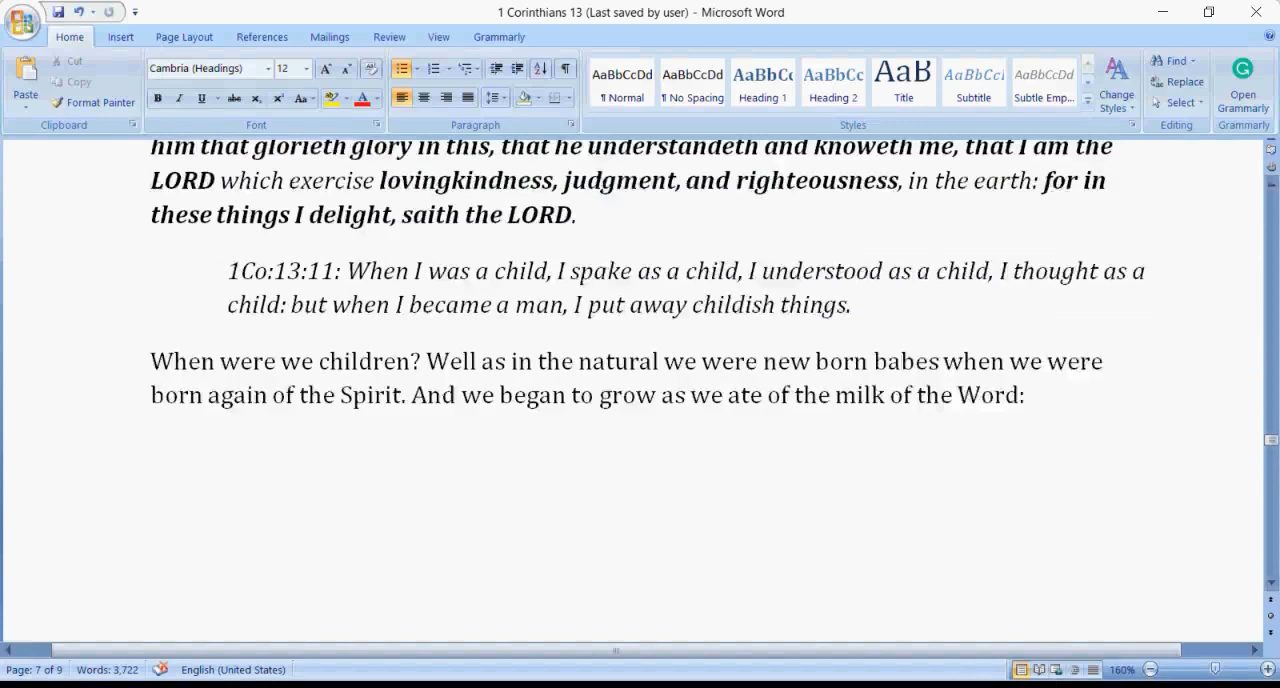 1 Corinthians 13 (Last saved by user) - Microsoft Word
Home Insert Page Layout References Mailings Review View Grammarly
Paste Cut Copy Format Painter
Clipboard
Cambria (Headings) 12
Font
Paragraph
AaBbCcDd AaBbCcDd AaBbCc AaBbCc AaB AaBbCcl AaBbCcDd
¶ Normal ¶ No Spacing Heading 1 Heading 2 Title Subtitle Subtle Emp...
Change Styles
Styles
Find Replace Select
Editing
Open Grammarly
Grammarly
him that glorieth glory in this, that he understandeth and knoweth me, that I am the
LORD which exercise lovingkindness, judgment, and righteousness, in the earth: for in
these things I delight, saith the LORD.
1Co:13:11: When I was a child, I spake as a child, I understood as a child, I thought as a
child: but when I became a man, I put away childish things.
When were we children? Well as in the natural we were new born babes when we were
born again of the Spirit. And we began to grow as we ate of the milk of the Word:
Page: 7 of 9 Words: 3,722 English (United States) 160%